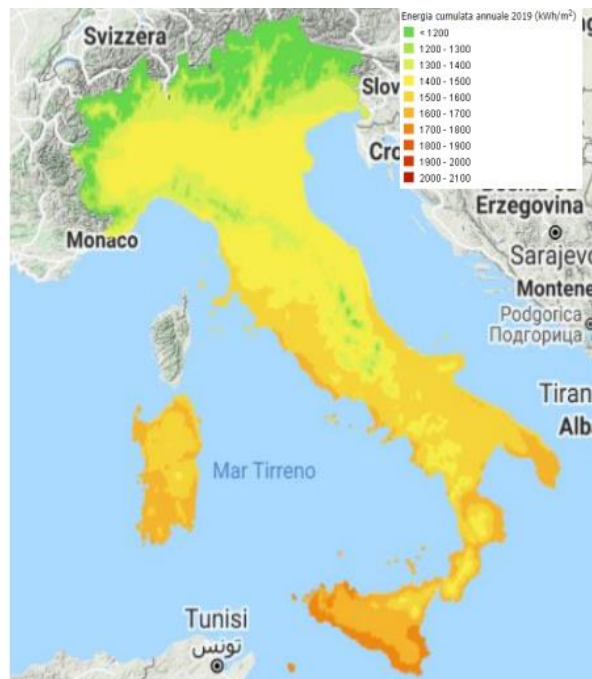 Energia cumulata annuale 2019 (kWh/m²)
< 1200
1200 - 1300
1300 - 1400
1400 - 1500
1500 - 1600
1600 - 1700
1700 - 1800
1800 - 1900
1900 - 2000
2000 - 2100
Svizzera
Slov
Cro
Erzegovina
Sarajevo
Monaco
Montene
Podgorica
Подгорица
Tiran
Alba
Mar Tirreno
Tunisi
تونس